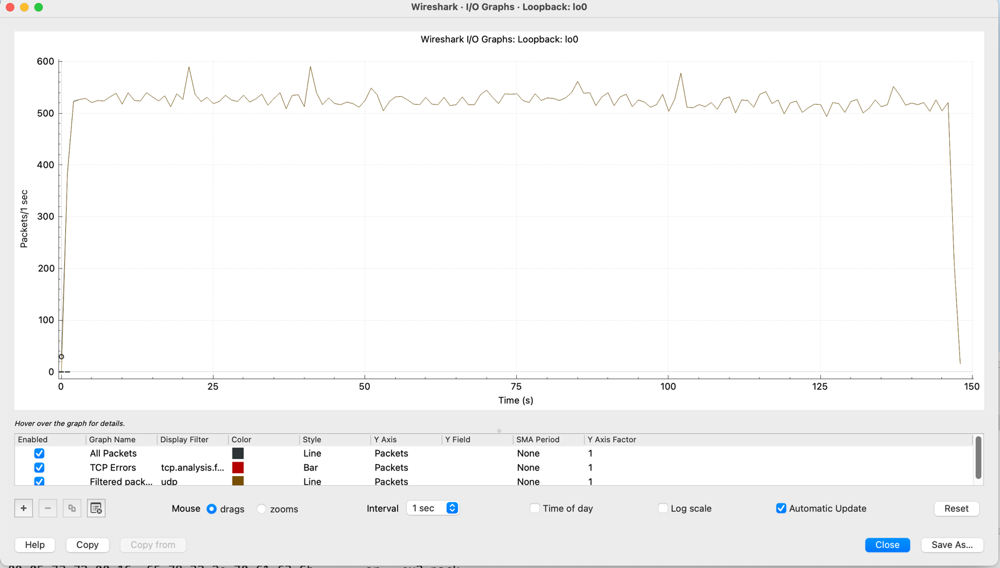 Wireshark · I/O Graphs · Loopback: lo0
Wireshark I/O Graphs: Loopback: lo0
600
500
400
300
200
100
0
Packets/1 sec
0 25 50 75 100 125 150
Time (s)
Hover over the graph for details.
Enabled Graph Name Display Filter Color Style Y Axis Y Field SMA Period Y Axis Factor
All Packets Line Packets None 1
TCP Errors tcp.analysis.f... Bar Packets None 1
Filtered pack... udp Line Packets None 1
+ − Mouse drags zooms Interval 1 sec Time of day Log scale Automatic Update Reset
Help Copy Copy from Close Save As...